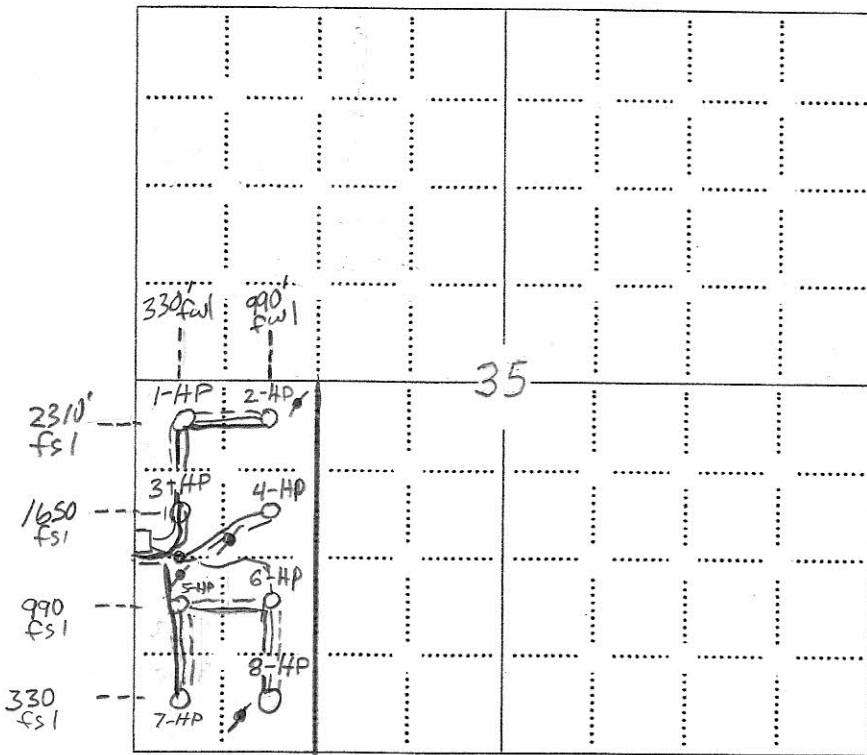 330' fwl
990' fwl
35
1-HP 2-HP
2310' fsl
3-HP 4-HP
1650 fsl
5-HP 6-HP
990 fsl
8-HP
330 fsl
7-HP